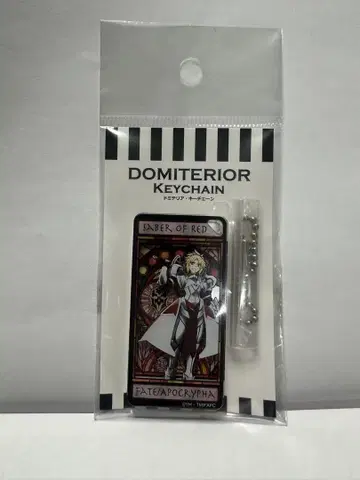 DOMITERIOR
KEYCHAIN
ドミテリア・キーチェーン
SABER OF RED
FATE/APOCRYPHA